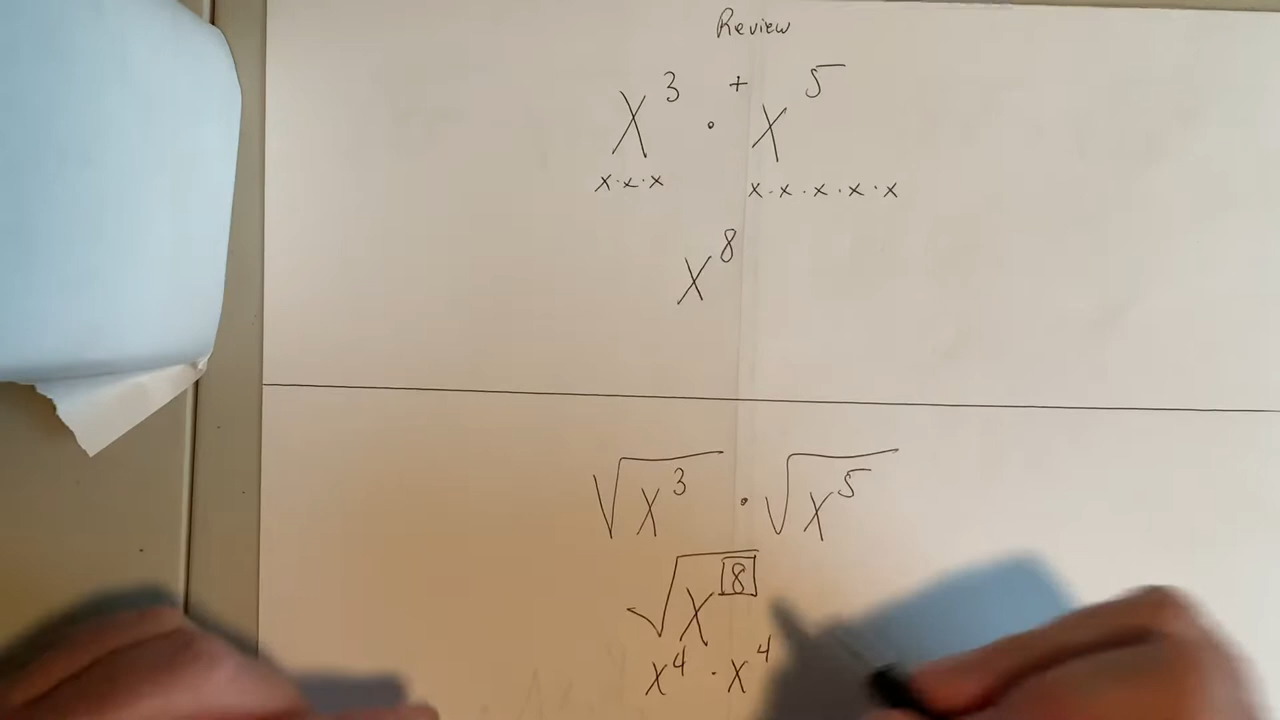 Review
X³ · + X⁵
x·x·x x·x·x·x·x
X⁸
√X³ · √X⁵
√X⁸
x⁴ · x⁴